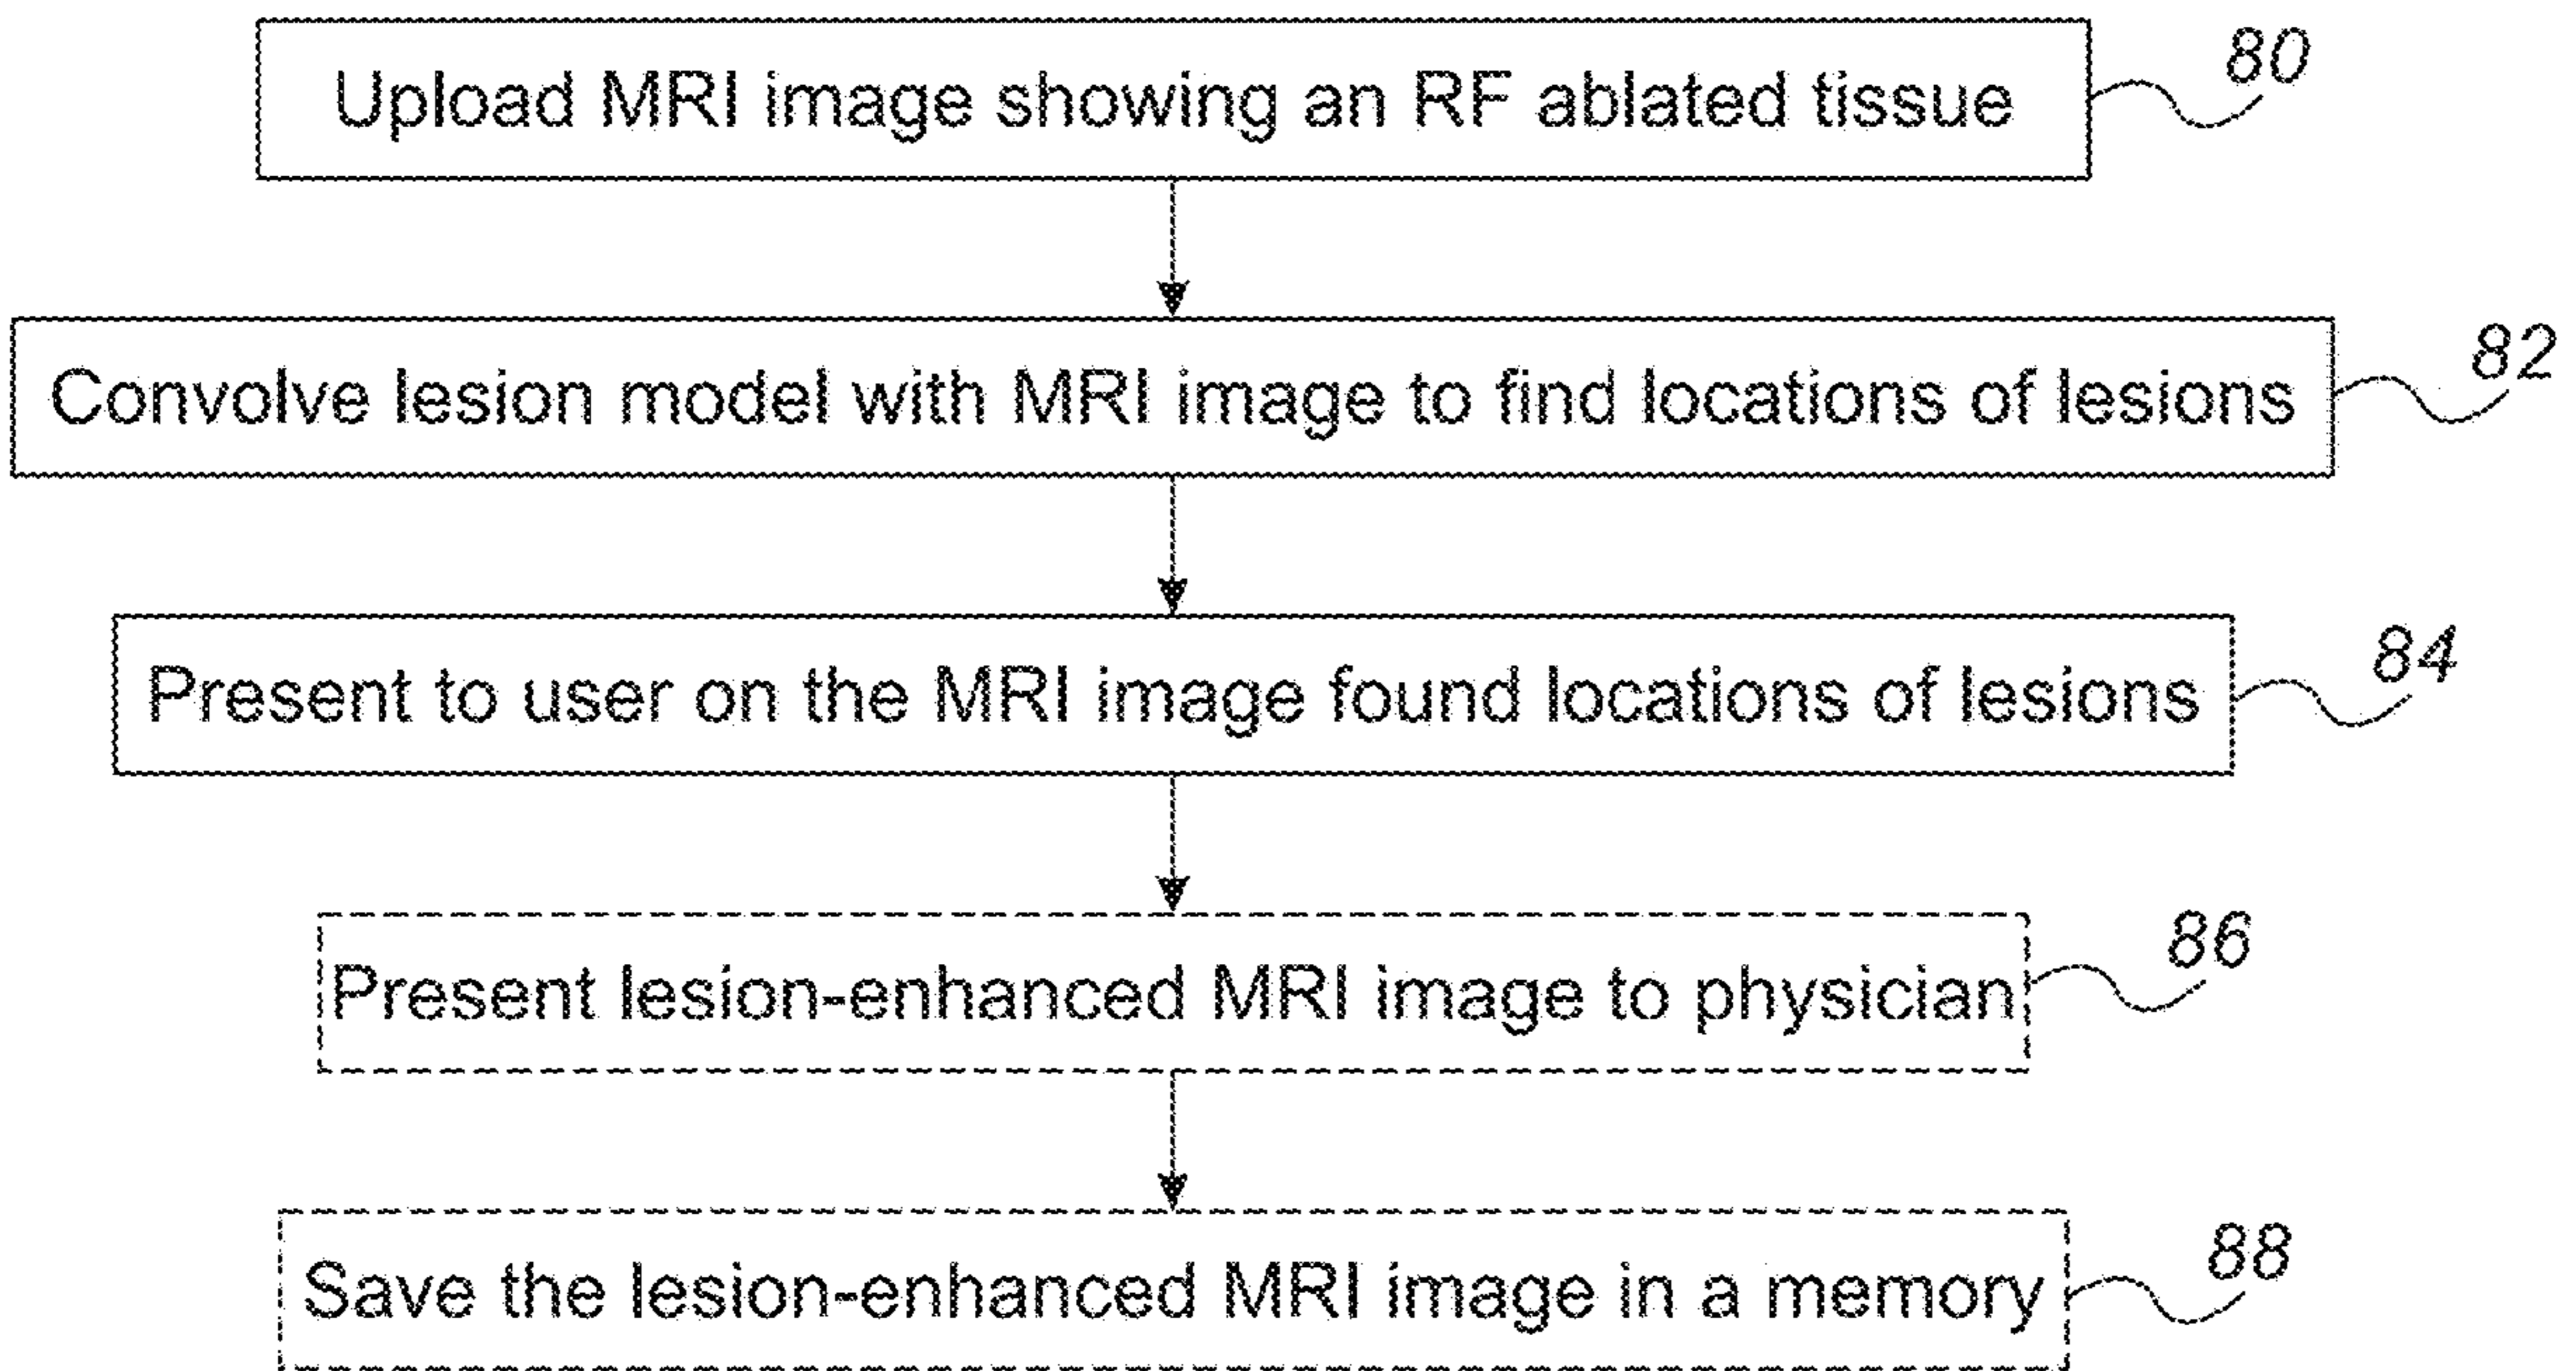 Upload MRI image showing an RF ablated tissue 80
Convolve lesion model with MRI image to find locations of lesions 82
Present to user on the MRI image found locations of lesions 84
Present lesion-enhanced MRI image to physician 86
Save the lesion-enhanced MRI image in a memory 88